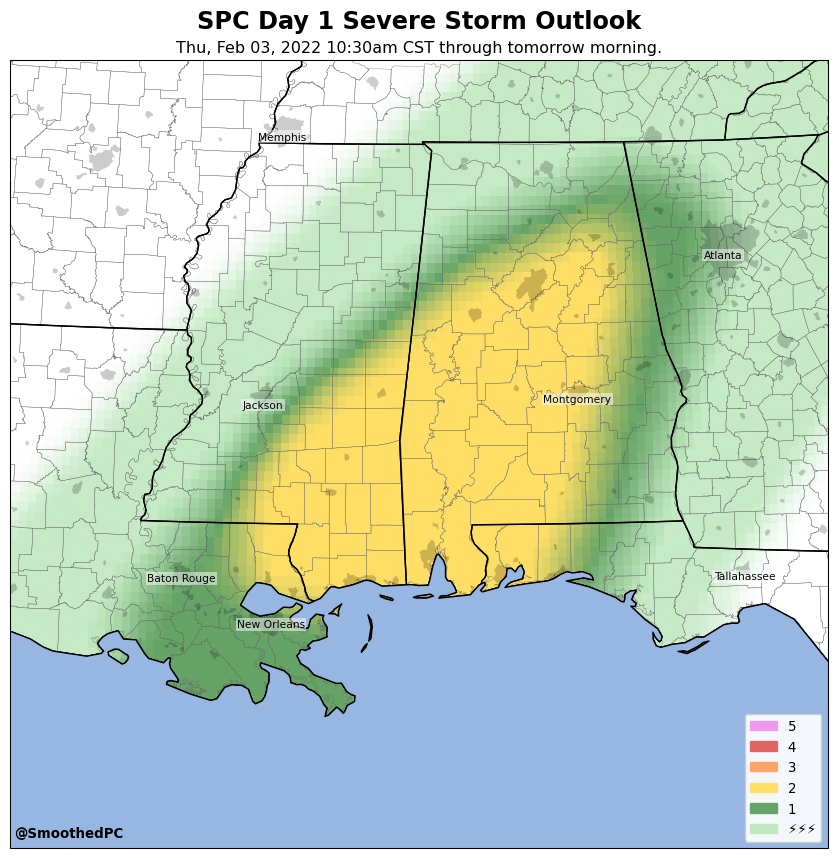 SPC Day 1 Severe Storm Outlook
Thu, Feb 03, 2022 10:30am CST through tomorrow morning.
Memphis
Atlanta
Jackson
Montgomery
Baton Rouge
Tallahassee
New Orleans
5
4
3
2
1
⚡⚡⚡
@SmoothedPC